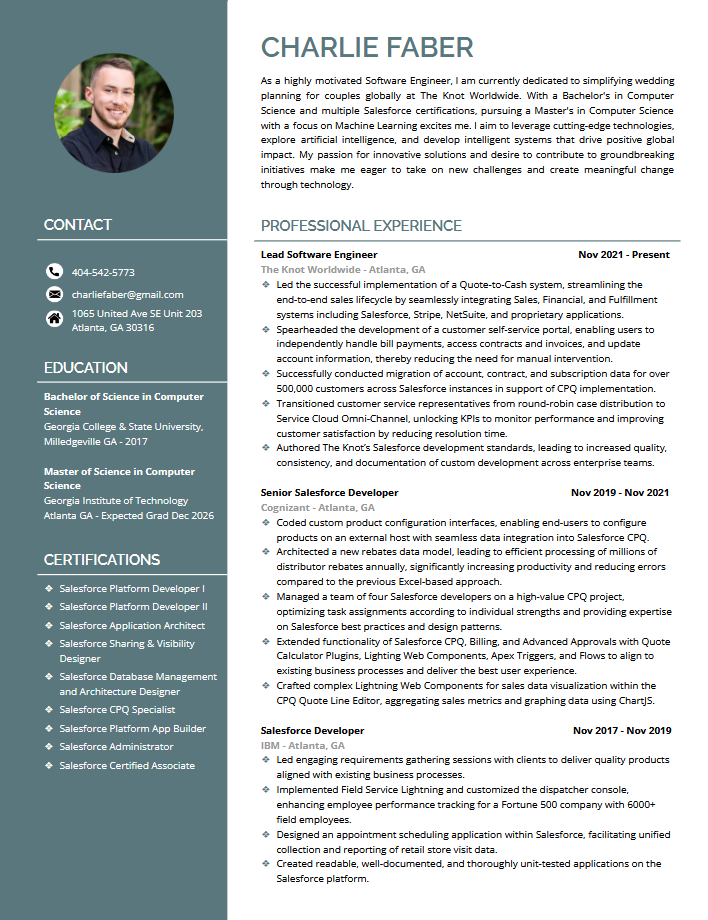 CHARLIE FABER
As a highly motivated Software Engineer, I am currently dedicated to simplifying wedding
planning for couples globally at The Knot Worldwide. With a Bachelor's in Computer
Science and multiple Salesforce certifications, pursuing a Master's in Computer Science
with a focus on Machine Learning excites me. I aim to leverage cutting-edge technologies,
explore artificial intelligence, and develop intelligent systems that drive positive global
impact. My passion for innovative solutions and desire to contribute to groundbreaking
initiatives make me eager to take on new challenges and create meaningful change
through technology.
CONTACT
404-542-5773
charliefaber@gmail.com
1065 United Ave SE Unit 203
Atlanta, GA 30316
EDUCATION
Bachelor of Science in Computer
Science
Georgia College & State University,
Milledgeville GA - 2017
Master of Science in Computer
Science
Georgia Institute of Technology
Atlanta GA - Expected Grad Dec 2026
CERTIFICATIONS
❖ Salesforce Platform Developer I
❖ Salesforce Platform Developer II
❖ Salesforce Application Architect
❖ Salesforce Sharing & Visibility
Designer
❖ Salesforce Database Management
and Architecture Designer
❖ Salesforce CPQ Specialist
❖ Salesforce Platform App Builder
❖ Salesforce Administrator
❖ Salesforce Certified Associate
PROFESSIONAL EXPERIENCE
Lead Software Engineer Nov 2021 - Present
The Knot Worldwide - Atlanta, GA
❖ Led the successful implementation of a Quote-to-Cash system, streamlining the
end-to-end sales lifecycle by seamlessly integrating Sales, Financial, and Fulfillment
systems including Salesforce, Stripe, NetSuite, and proprietary applications.
❖ Spearheaded the development of a customer self-service portal, enabling users to
independently handle bill payments, access contracts and invoices, and update
account information, thereby reducing the need for manual intervention.
❖ Successfully conducted migration of account, contract, and subscription data for over
500,000 customers across Salesforce instances in support of CPQ implementation.
❖ Transitioned customer service representatives from round-robin case distribution to
Service Cloud Omni-Channel, unlocking KPIs to monitor performance and improving
customer satisfaction by reducing resolution time.
❖ Authored The Knot's Salesforce development standards, leading to increased quality,
consistency, and documentation of custom development across enterprise teams.
Senior Salesforce Developer Nov 2019 - Nov 2021
Cognizant - Atlanta, GA
❖ Coded custom product configuration interfaces, enabling end-users to configure
products on an external host with seamless data integration into Salesforce CPQ.
❖ Architected a new rebates data model, leading to efficient processing of millions of
distributor rebates annually, significantly increasing productivity and reducing errors
compared to the previous Excel-based approach.
❖ Managed a team of four Salesforce developers on a high-value CPQ project,
optimizing task assignments according to individual strengths and providing expertise
on Salesforce best practices and design patterns.
❖ Extended functionality of Salesforce CPQ, Billing, and Advanced Approvals with Quote
Calculator Plugins, Lighting Web Components, Apex Triggers, and Flows to align to
existing business processes and deliver the best user experience.
❖ Crafted complex Lightning Web Components for sales data visualization within the
CPQ Quote Line Editor, aggregating sales metrics and graphing data using ChartJS.
Salesforce Developer Nov 2017 - Nov 2019
IBM - Atlanta, GA
❖ Led engaging requirements gathering sessions with clients to deliver quality products
aligned with existing business processes.
❖ Implemented Field Service Lightning and customized the dispatcher console,
enhancing employee performance tracking for a Fortune 500 company with 6000+
field employees.
❖ Designed an appointment scheduling application within Salesforce, facilitating unified
collection and reporting of retail store visit data.
❖ Created readable, well-documented, and thoroughly unit-tested applications on the
Salesforce platform.